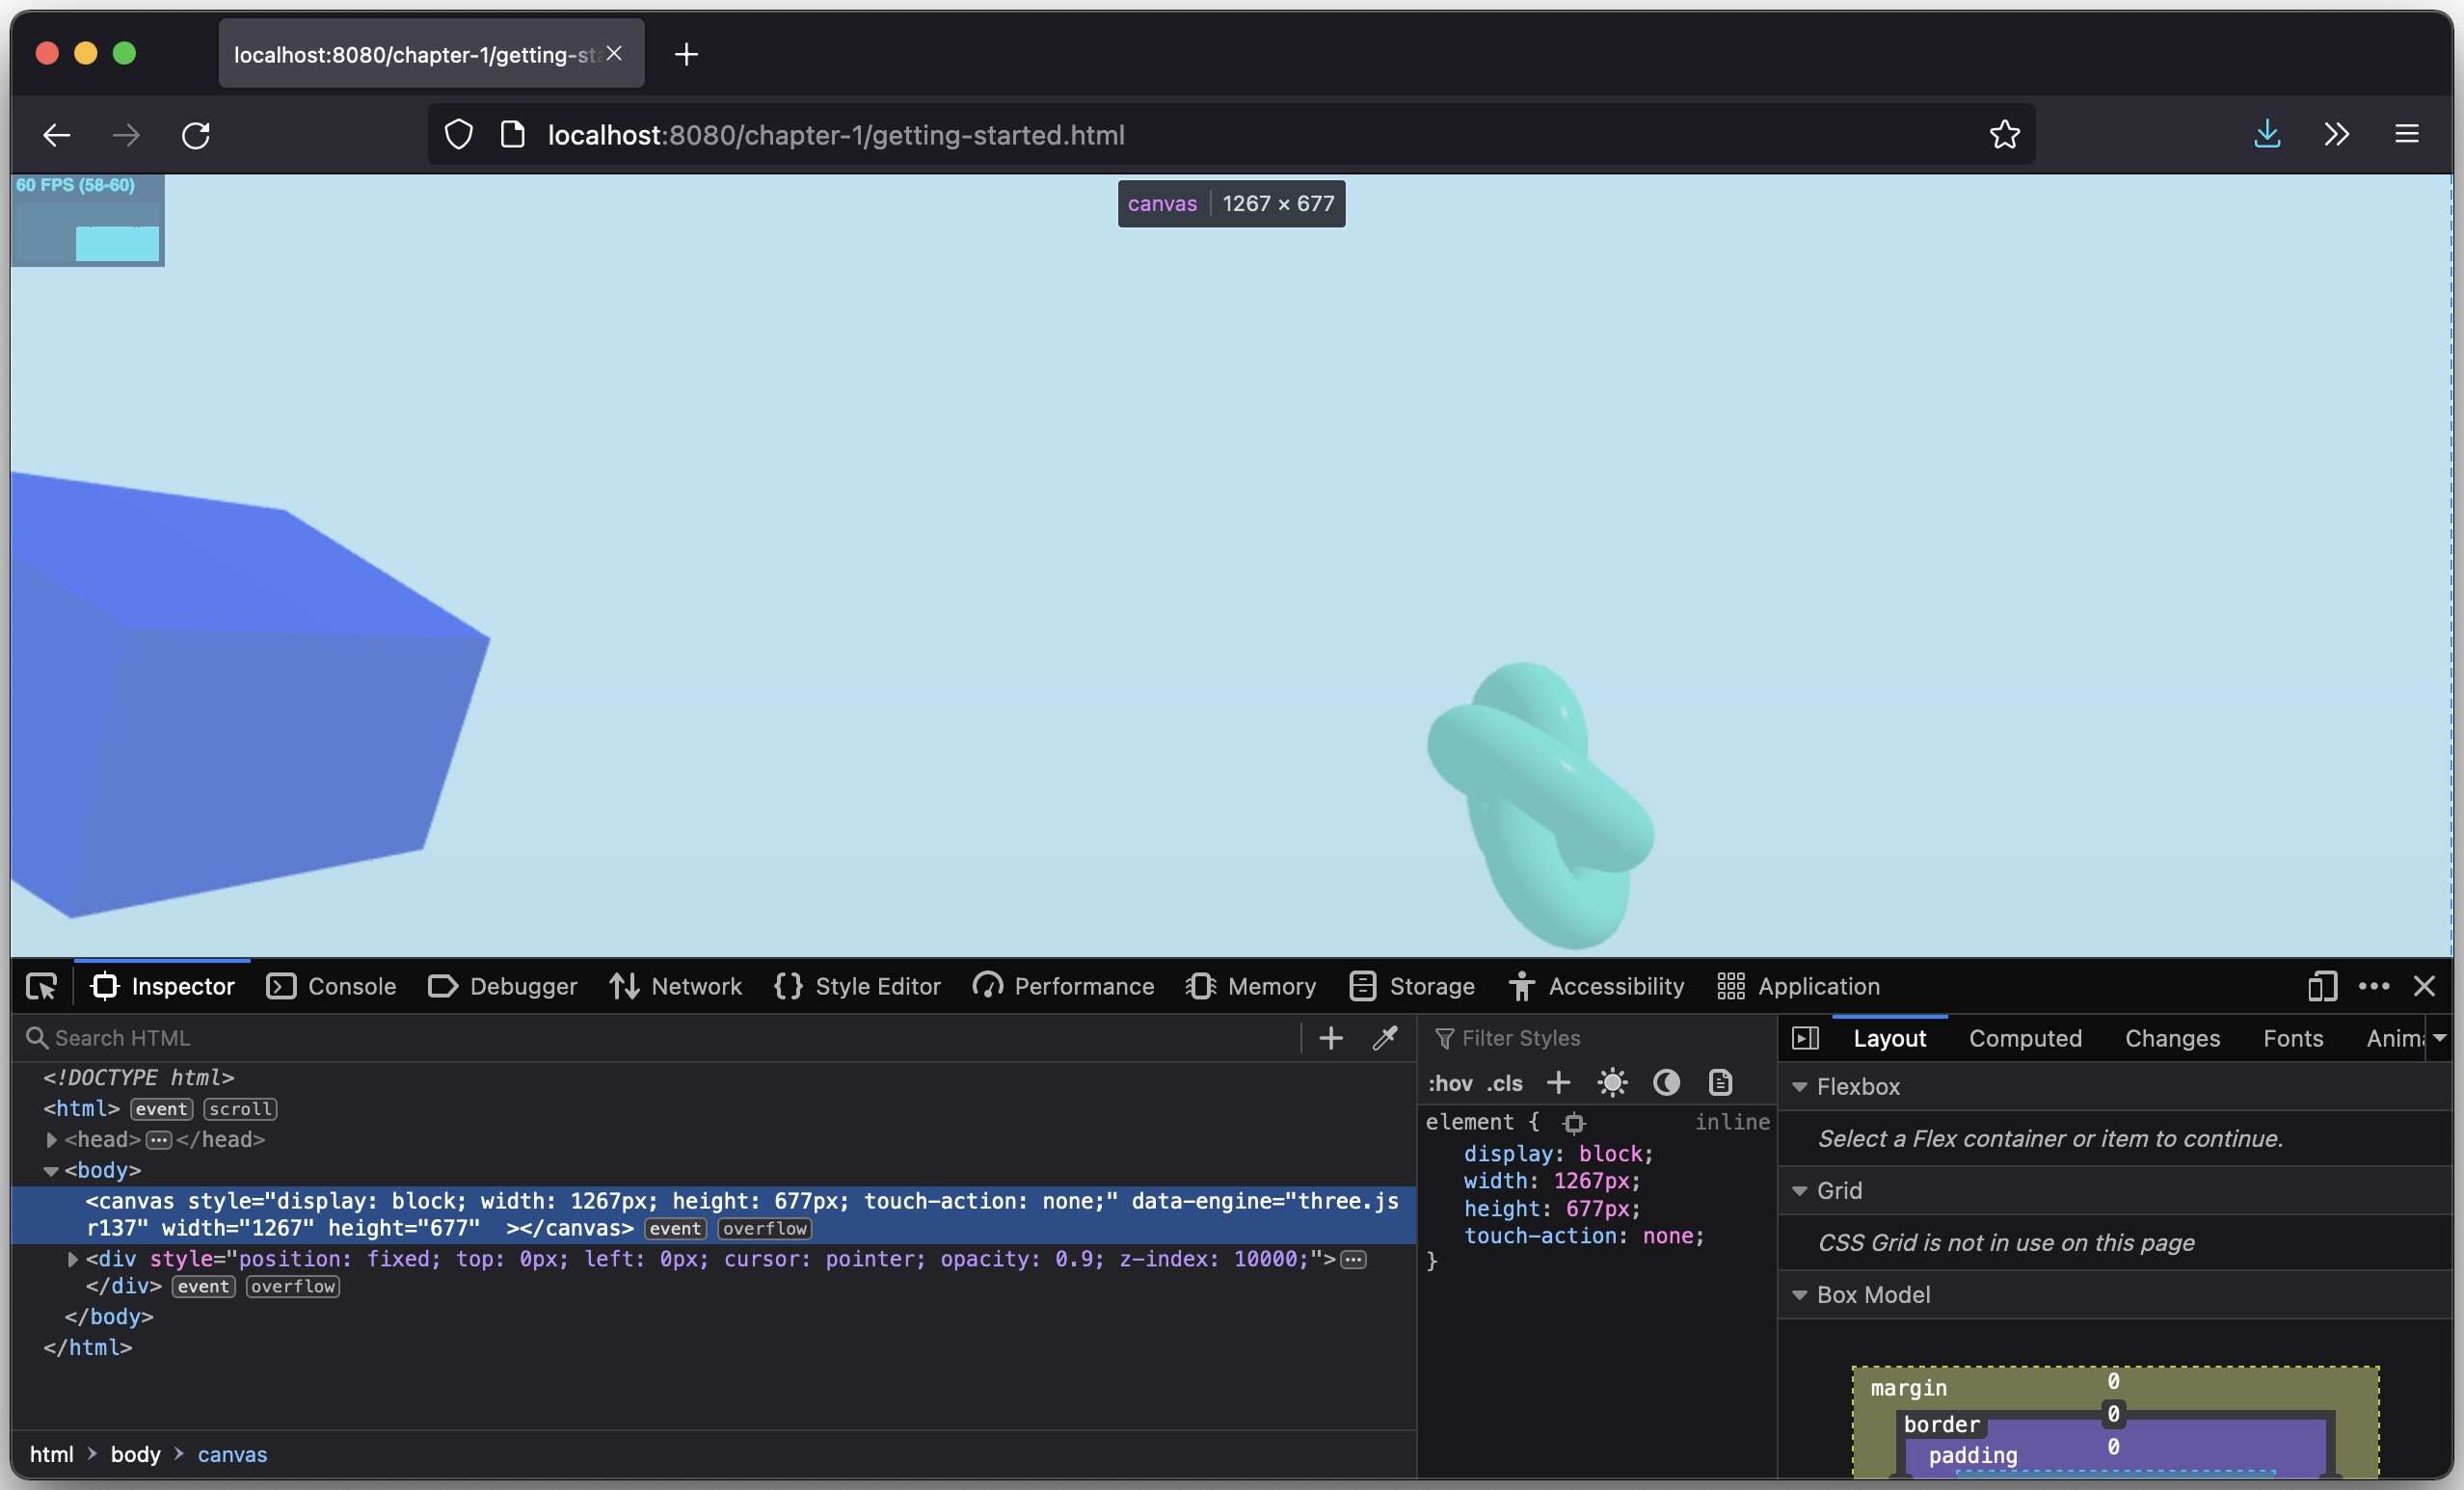 localhost:8080/chapter-1/getting-sta
localhost:8080/chapter-1/getting-started.html
60 FPS (58-60)
canvas 1267 × 677
Inspector Console Debugger Network Style Editor Performance Memory Storage Accessibility Application
Search HTML
<!DOCTYPE html>
<html> event scroll
<head> ••• </head>
<body>
<canvas style="display: block; width: 1267px; height: 677px; touch-action: none;" data-engine="three.js
r137" width="1267" height="677" ></canvas> event overflow
<div style="position: fixed; top: 0px; left: 0px; cursor: pointer; opacity: 0.9; z-index: 10000;"> •••
</div> event overflow
</body>
</html>
html > body > canvas
Filter Styles
:hov .cls
element { inline
display: block;
width: 1267px;
height: 677px;
touch-action: none;
}
Layout Computed Changes Fonts Anim
Flexbox
Select a Flex container or item to continue.
Grid
CSS Grid is not in use on this page
Box Model
margin 0
border 0
padding 0